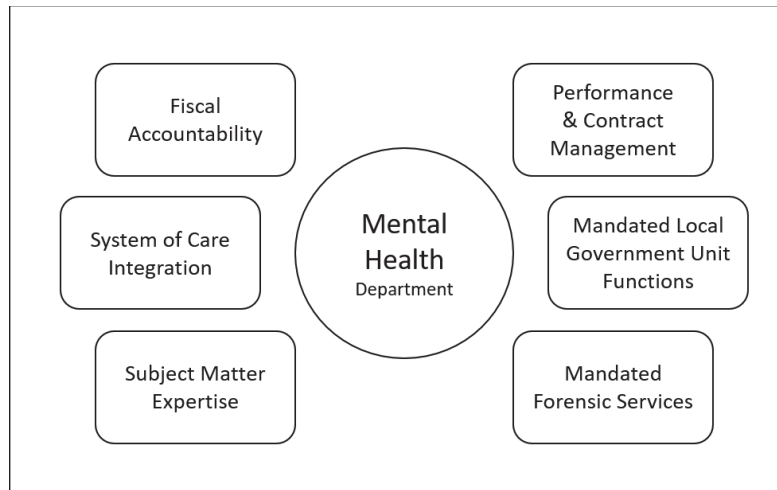 Fiscal
Accountability
System of Care
Integration
Subject Matter
Expertise
Mental
Health
Department
Performance
& Contract
Management
Mandated Local
Government Unit
Functions
Mandated
Forensic Services